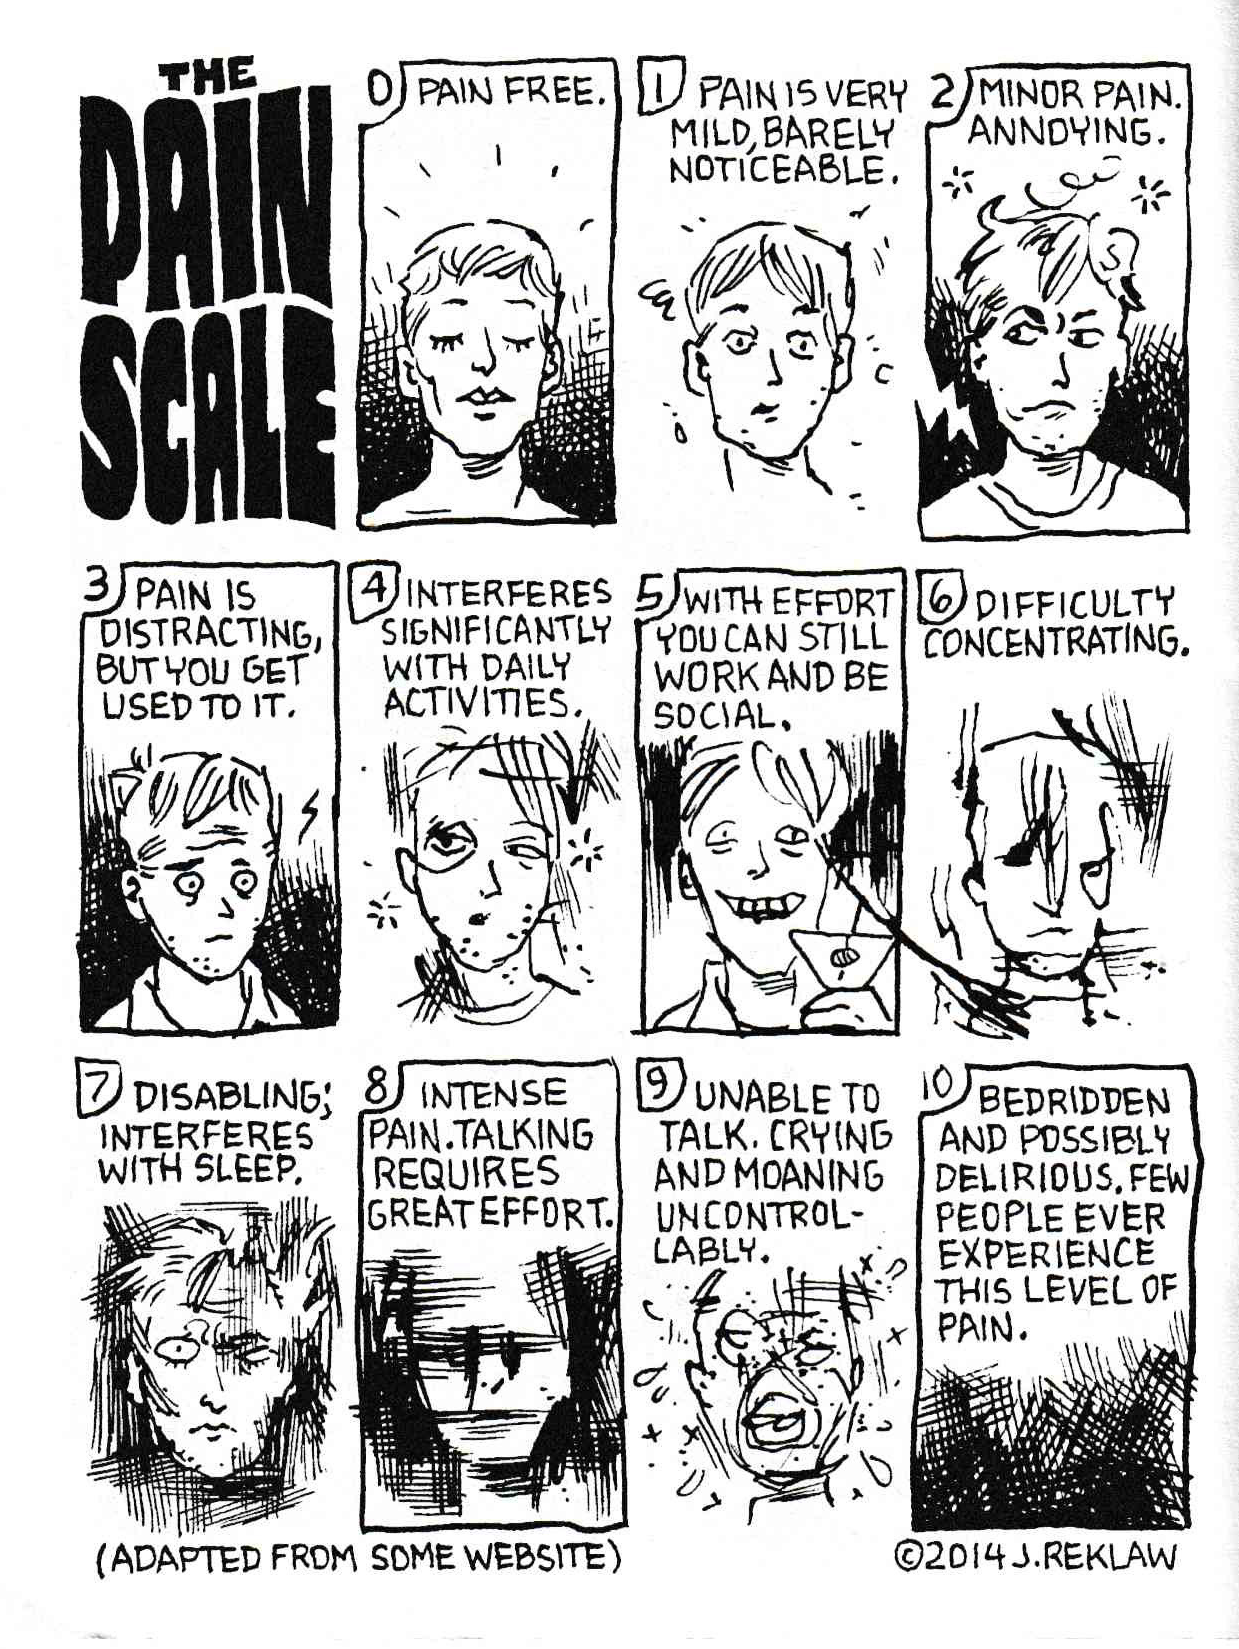 THE
PAIN
SCALE
0 PAIN FREE.
1 PAIN IS VERY
MILD, BARELY
NOTICEABLE.
2 MINOR PAIN.
ANNOYING.
3 PAIN IS
DISTRACTING,
BUT YOU GET
USED TO IT.
4 INTERFERES
SIGNIFICANTLY
WITH DAILY
ACTIVITIES.
5 WITH EFFORT
YOU CAN STILL
WORK AND BE
SOCIAL.
6 DIFFICULTY
CONCENTRATING.
7 DISABLING;
INTERFERES
WITH SLEEP.
8 INTENSE
PAIN. TALKING
REQUIRES
GREAT EFFORT.
9 UNABLE TO
TALK. CRYING
AND MOANING
UNCONTROL-
LABLY.
10 BEDRIDDEN
AND POSSIBLY
DELIRIOUS. FEW
PEOPLE EVER
EXPERIENCE
THIS LEVEL OF
PAIN.
(ADAPTED FROM SOME WEBSITE)
©2014 J. REKLAW